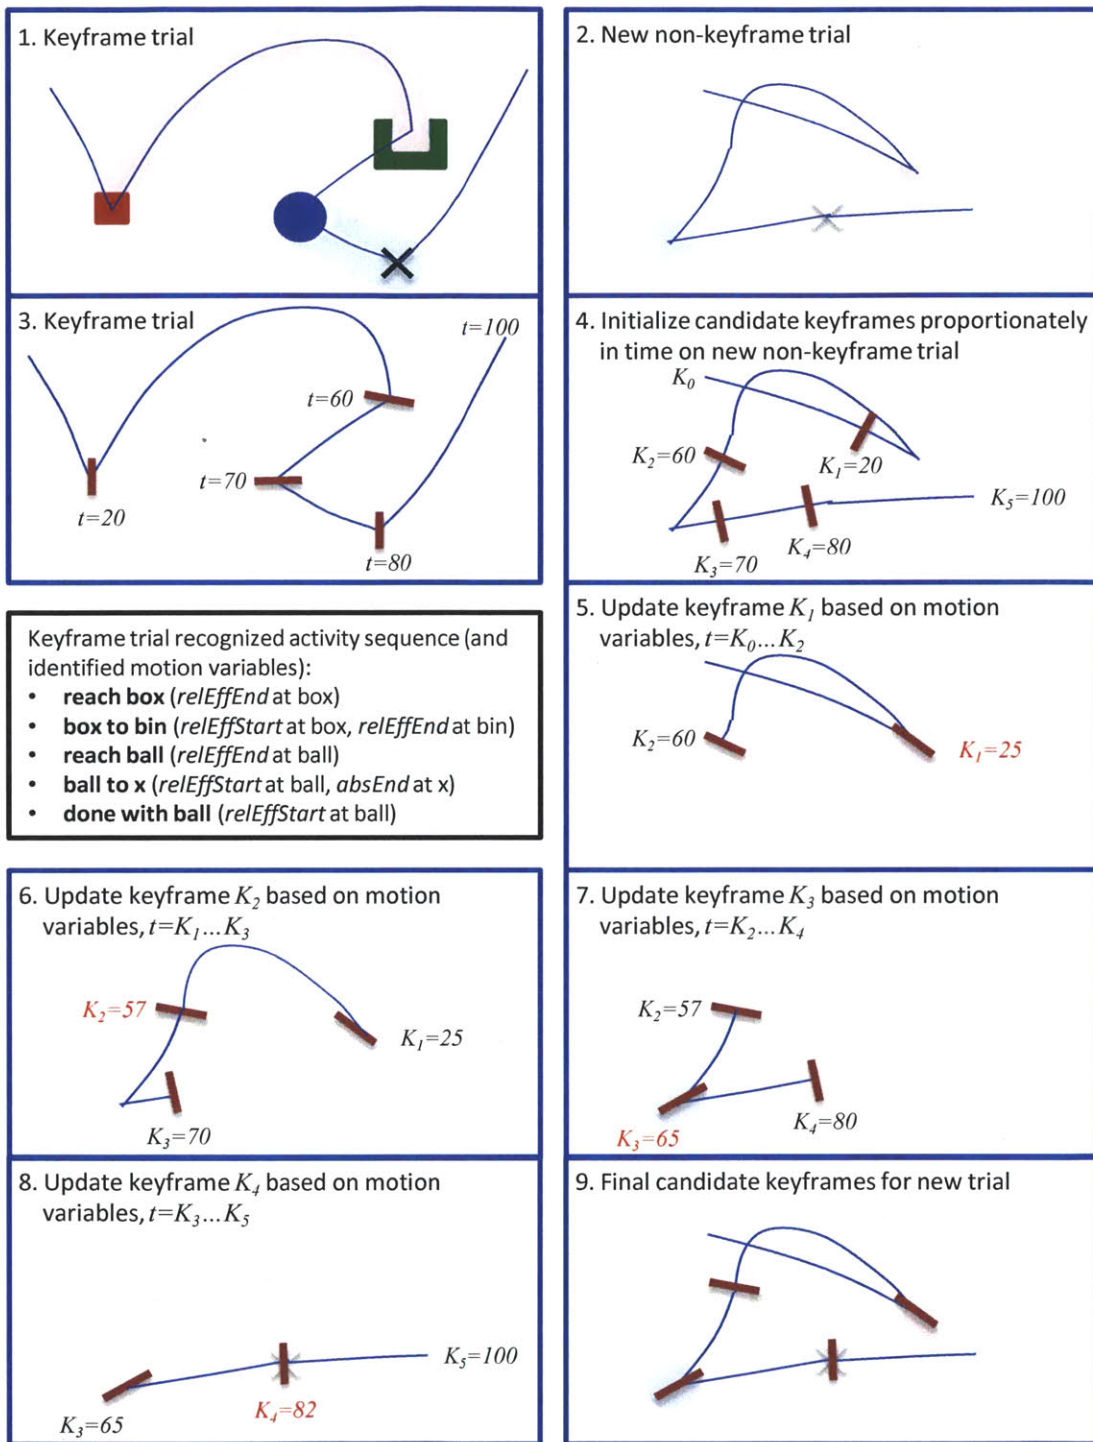 1. Keyframe trial
2. New non-keyframe trial
3. Keyframe trial
t=100
t=60
t=70
t=20
t=80
4. Initialize candidate keyframes proportionately
in time on new non-keyframe trial
K₀
K₂=60
K₁=20
K₅=100
K₄=80
K₃=70
Keyframe trial recognized activity sequence (and
identified motion variables):
• reach box (relEffEnd at box)
• box to bin (relEffStart at box, relEffEnd at bin)
• reach ball (relEffEnd at ball)
• ball to x (relEffStart at ball, absEnd at x)
• done with ball (relEffStart at ball)
5. Update keyframe K₁ based on motion
variables, t=K₀...K₂
K₂=60
K₁=25
6. Update keyframe K₂ based on motion
variables, t=K₁...K₃
K₂=57
K₁=25
K₃=70
7. Update keyframe K₃ based on motion
variables, t=K₂...K₄
K₂=57
K₄=80
K₃=65
8. Update keyframe K₄ based on motion
variables, t=K₃...K₅
K₅=100
K₄=82
K₃=65
9. Final candidate keyframes for new trial